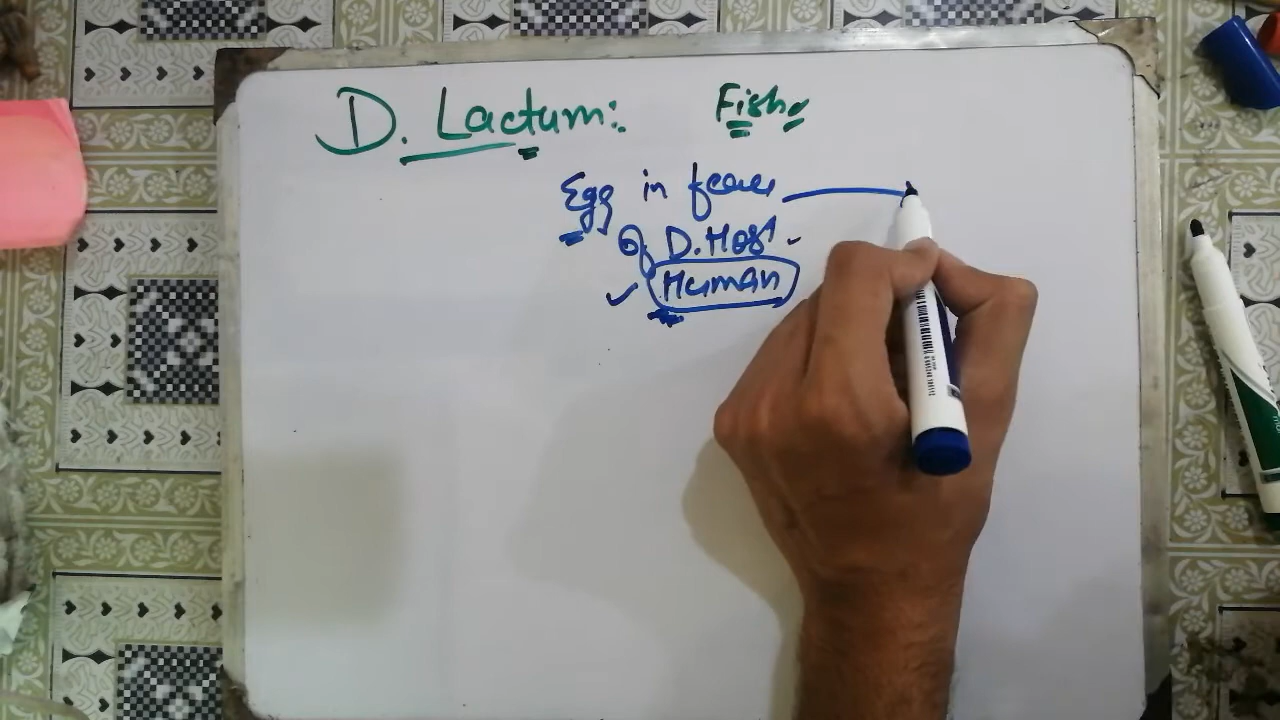 D. Lactum: Fish
Egg in feces
of D. Host
Human